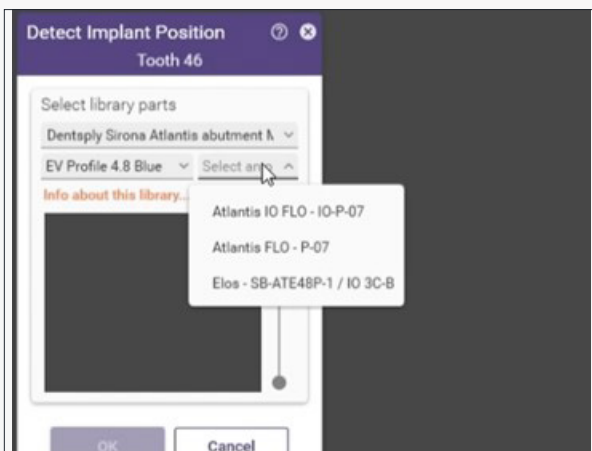 Detect Implant Position
Tooth 46
Select library parts
Dentsply Sirona Atlantis abutment
EV Profile 4.8 Blue Select
Info about this library...
Atlantis IO FLO - IO-P-07
Atlantis FLO - P-07
Elos - SB-ATE48P-1 / IO 3C-B
OK Cancel